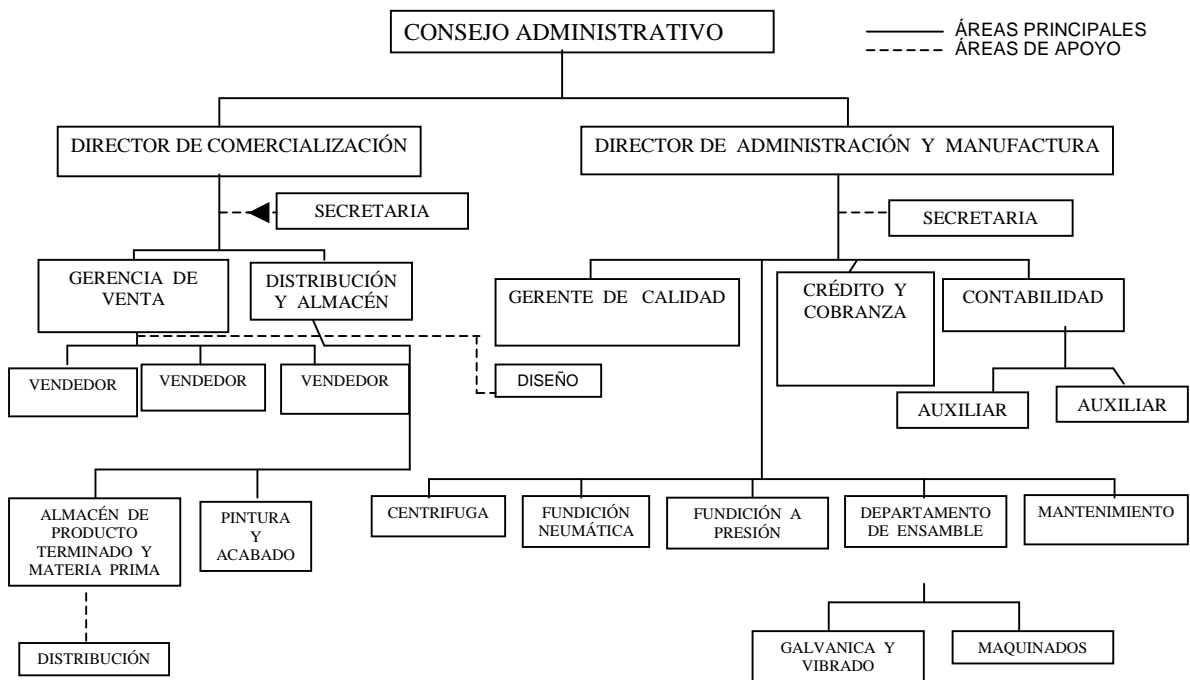 CONSEJO ADMINISTRATIVO
ÁREAS PRINCIPALES
ÁREAS DE APOYO
DIRECTOR DE COMERCIALIZACIÓN
DIRECTOR DE ADMINISTRACIÓN Y MANUFACTURA
SECRETARIA
SECRETARIA
GERENCIA DE
VENTA
DISTRIBUCIÓN
Y ALMACÉN
GERENTE DE CALIDAD
CRÉDITO Y
COBRANZA
CONTABILIDAD
VENDEDOR
VENDEDOR
VENDEDOR
DISEÑO
AUXILIAR
AUXILIAR
ALMACÉN DE
PRODUCTO
TERMINADO Y
MATERIA PRIMA
PINTURA
Y
ACABADO
CENTRIFUGA
FUNDICIÓN
NEUMÁTICA
FUNDICIÓN A
PRESIÓN
DEPARTAMENTO
DE ENSAMBLE
MANTENIMIENTO
DISTRIBUCIÓN
GALVANICA Y
VIBRADO
MAQUINADOS